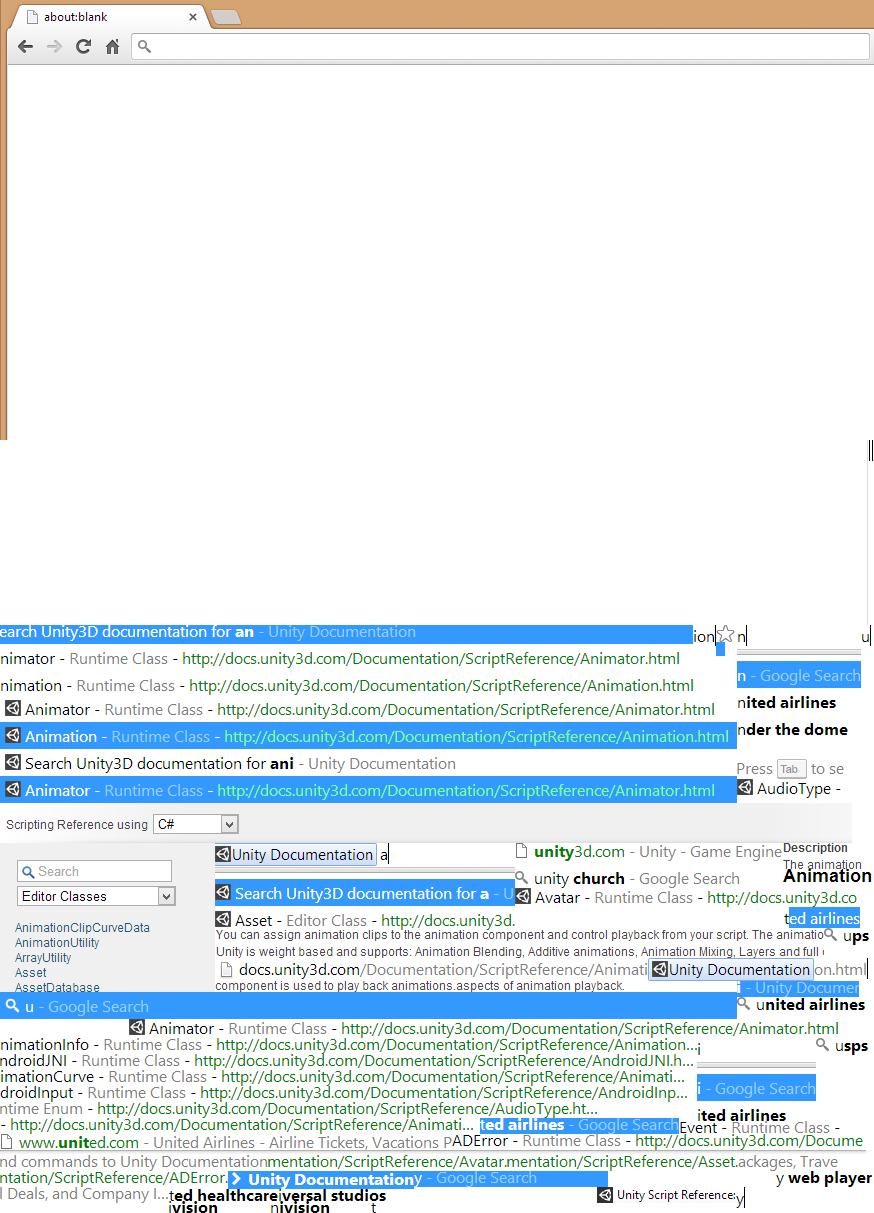 about:blank
earch Unity3D documentation for an - Unity Documentation
ion
n
u
nimator - Runtime Class - http://docs.unity3d.com/Documentation/ScriptReference/Animator.html
n - Google Search
nimation - Runtime Class - http://docs.unity3d.com/Documentation/ScriptReference/Animation.html
nited airlines
Animator - Runtime Class - http://docs.unity3d.com/Documentation/ScriptReference/Animator.html
nder the dome
Animation - Runtime Class - http://docs.unity3d.com/Documentation/ScriptReference/Animation.html
Search Unity3D documentation for ani - Unity Documentation
Press Tab to se
Animator - Runtime Class - http://docs.unity3d.com/Documentation/ScriptReference/Animator.html
AudioType -
Scripting Reference using C#
Unity Documentation a
unity3d.com - Unity - Game Engine
Description
The animation
Search
Animation
unity church - Google Search
Editor Classes
Search Unity3D documentation for a - U
Avatar - Runtime Class - http://docs.unity3d.co
Asset - Editor Class - http://docs.unity3d.
ted airlines
AnimationClipCurveData
You can assign animation clips to the animation component and control playback from your script. The animatio
ups
AnimationUtility
Unity is weight based and supports: Animation Blending, Additive animations, Animation Mixing, Layers and full
ArrayUtility
docs.unity3d.com/Documentation/ScriptReference/Animati
Unity Documentation
on.html
Asset
component is used to play back animations.aspects of animation playback.
- Unity Documer
AssetDatabase
u - Google Search
united airlines
Animator - Runtime Class - http://docs.unity3d.com/Documentation/ScriptReference/Animator.html
nimationInfo - Runtime Class - http://docs.unity3d.com/Documentation/ScriptReference/Animation...
usps
ndroidJNI - Runtime Class - http://docs.unity3d.com/Documentation/ScriptReference/AndroidJNI.h...
imationCurve - Runtime Class - http://docs.unity3d.com/Documentation/ScriptReference/Animati...
i - Google Search
droidInput - Runtime Class - http://docs.unity3d.com/Documentation/ScriptReference/AndroidInp...
ntime Enum - http://docs.unity3d.com/Documentation/ScriptReference/AudioType.ht...
ited airlines
- http://docs.unity3d.com/Documentation/ScriptReference/Animati...
ted airlines - Google Search
Event - Runtime Class -
www.united.com - United Airlines - Airline Tickets, Vacations P
ADError - Runtime Class - http://docs.unity3d.com/Docume
nd commands to Unity Documentation
mentation/ScriptReference/Avatar.
mentation/ScriptReference/Asset.
ackages, Trave
ntation/ScriptReference/ADError.
Unity Documentation
y - Google Search
y web player
l Deals, and Company I...
ted healthcare
iversal studios
Unity Script Reference:
y
ivision
nivision
t